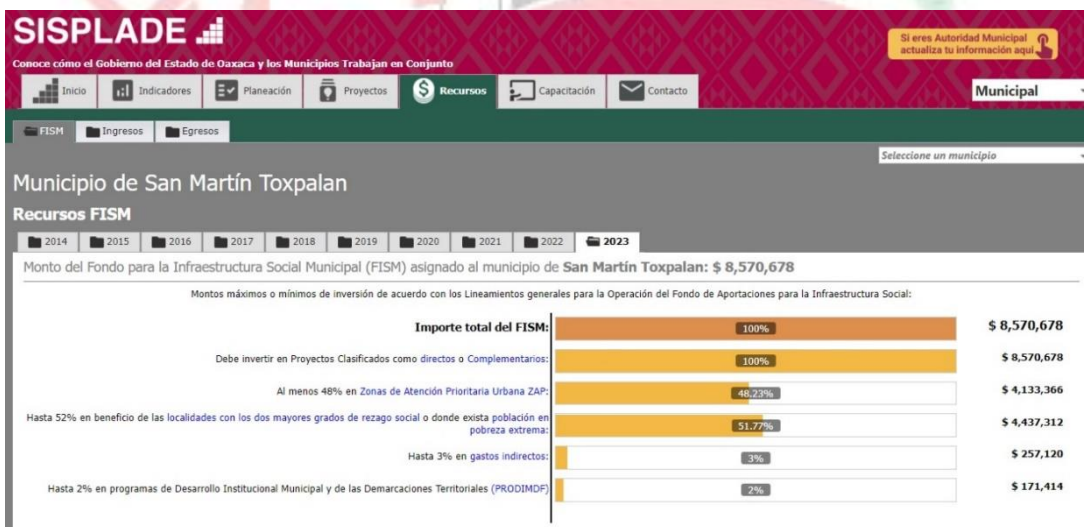 SISPLADE
Conoce cómo el Gobierno del Estado de Oaxaca y los Municipios Trabajan en Conjunto
Si eres Autoridad Municipal
actualiza tu información aquí
Inicio Indicadores Planeación Proyectos Recursos Capacitación Contacto Municipal
FISM Ingresos Egresos
Seleccione un municipio
Municipio de San Martín Toxpalan
Recursos FISM
2014 2015 2016 2017 2018 2019 2020 2021 2022 2023
Monto del Fondo para la Infraestructura Social Municipal (FISM) asignado al municipio de San Martín Toxpalan: $ 8,570,678
Montos máximos o mínimos de inversión de acuerdo con los Lineamientos generales para la Operación del Fondo de Aportaciones para la Infraestructura Social:
Importe total del FISM: 100% $ 8,570,678
Debe invertir en Proyectos Clasificados como directos o Complementarios: 100% $ 8,570,678
Al menos 48% en Zonas de Atención Prioritaria Urbana ZAP: 48.23% $ 4,133,366
Hasta 52% en beneficio de las localidades con los dos mayores grados de rezago social o donde exista población en
pobreza extrema: 51.77% $ 4,437,312
Hasta 3% en gastos indirectos: 3% $ 257,120
Hasta 2% en programas de Desarrollo Institucional Municipal y de las Demarcaciones Territoriales (PRODIMDF) 2% $ 171,414